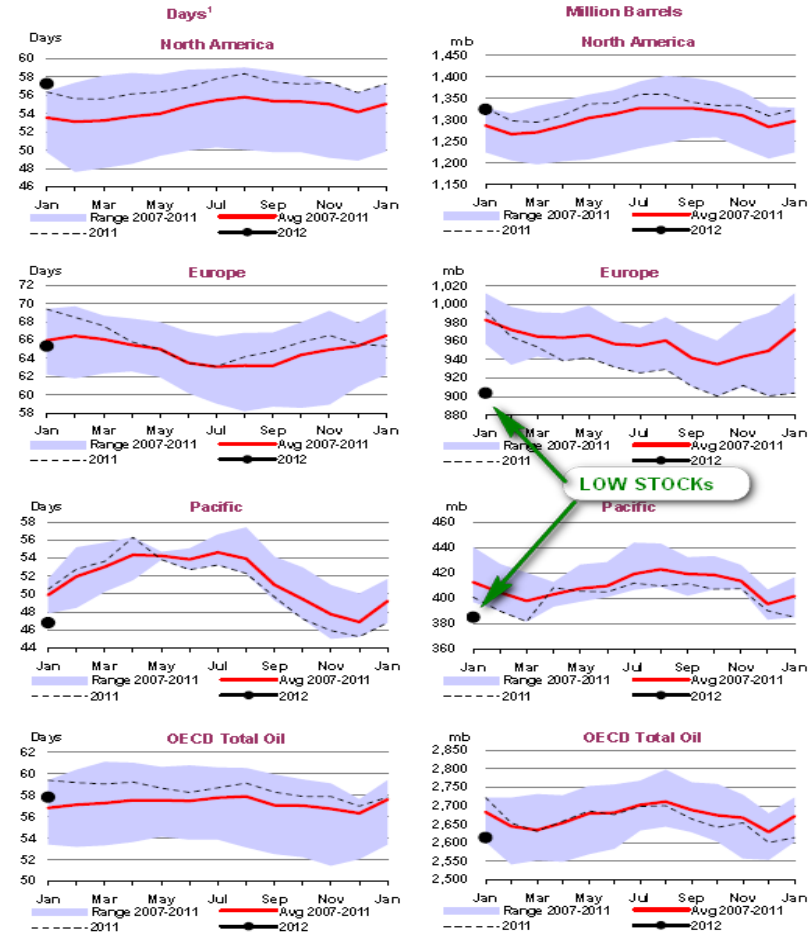 Days¹
Million Barrels
Days
North America
60
58
56
54
52
50
48
46
Jan Mar May Jul Sep Nov Jan
Range 2007-2011 Avg 2007-2011
2011 2012
mb
North America
1,450
1,400
1,350
1,300
1,250
1,200
1,150
Jan Mar May Jul Sep Nov Jan
Range 2007-2011 Avg 2007-2011
2011 2012
Days
Europe
72
70
68
66
64
62
60
58
Jan Mar May Jul Sep Nov Jan
Range 2007-2011 Avg 2007-2011
2011 2012
mb
Europe
1,020
1,000
980
960
940
920
900
880
Jan Mar May Jul Sep Nov Jan
Range 2007-2011 Avg 2007-2011
2011 2012
LOW STOCKs
Days
Pacific
58
56
54
52
50
48
46
44
Jan Mar May Jul Sep Nov Jan
Range 2007-2011 Avg 2007-2011
2011 2012
mb
Pacific
460
440
420
400
380
360
Jan Mar May Jul Sep Nov Jan
Range 2007-2011 Avg 2007-2011
2011 2012
Days
OECD Total Oil
62
60
58
56
54
52
50
Jan Mar May Jul Sep Nov Jan
Range 2007-2011 Avg 2007-2011
2011 2012
mb
OECD Total Oil
2,850
2,800
2,750
2,700
2,650
2,600
2,550
2,500
Jan Mar May Jul Sep Nov Jan
Range 2007-2011 Avg 2007-2011
2011 2012